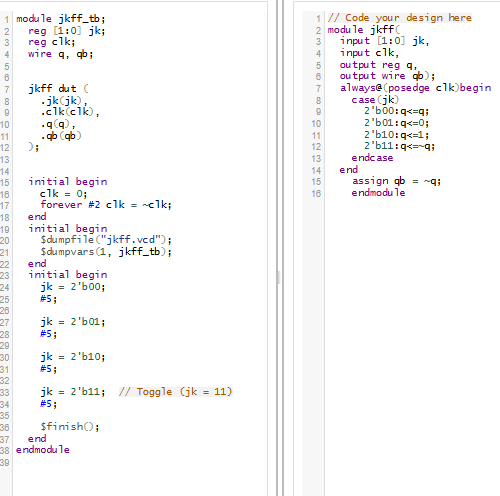 1 module jkff_tb;
2 reg [1:0] jk;
3 reg clk;
4 wire q, qb;
5
6
7 jkff dut (
8 .jk(jk),
9 .clk(clk),
10 .q(q),
11 .qb(qb)
12 );
13
14
15 initial begin
16 clk = 0;
17 forever #2 clk = ~clk;
18 end
19 initial begin
20 $dumpfile("jkff.vcd");
21 $dumpvars(1, jkff_tb);
22 end
23 initial begin
24 jk = 2'b00;
25 #5;
26
27 jk = 2'b01;
28 #5;
29
30 jk = 2'b10;
31 #5;
32
33 jk = 2'b11; // Toggle (jk = 11)
34 #5;
35
36 $finish();
37 end
38 endmodule
39
1 // Code your design here
2 module jkff(
3 input [1:0] jk,
4 input clk,
5 output reg q,
6 output wire qb);
7 always@(posedge clk)begin
8 case(jk)
9 2'b00:q<=q;
10 2'b01:q<=0;
11 2'b10:q<=1;
12 2'b11:q<=~q;
13 endcase
14 end
15 assign qb = ~q;
16 endmodule